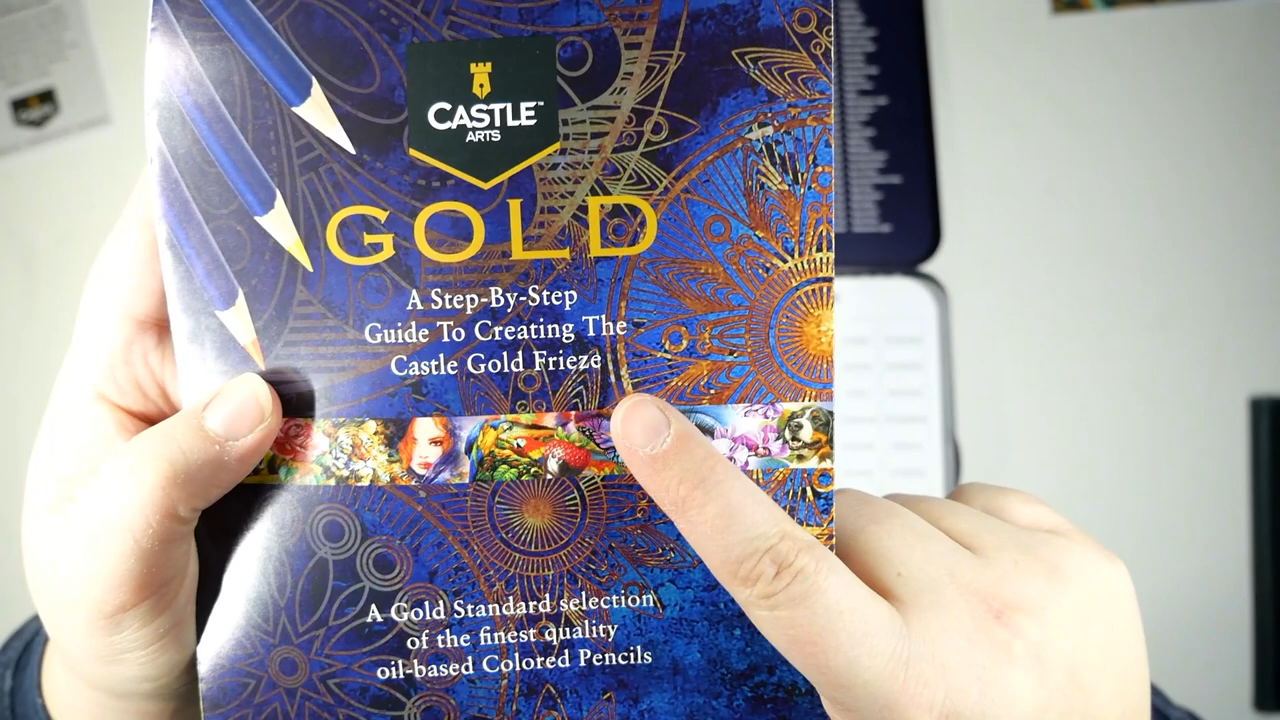 CASTLE™
ARTS
GOLD
A Step-By-Step
Guide To Creating The
Castle Gold Frieze
A Gold Standard selection
of the finest quality
oil-based Colored Pencils